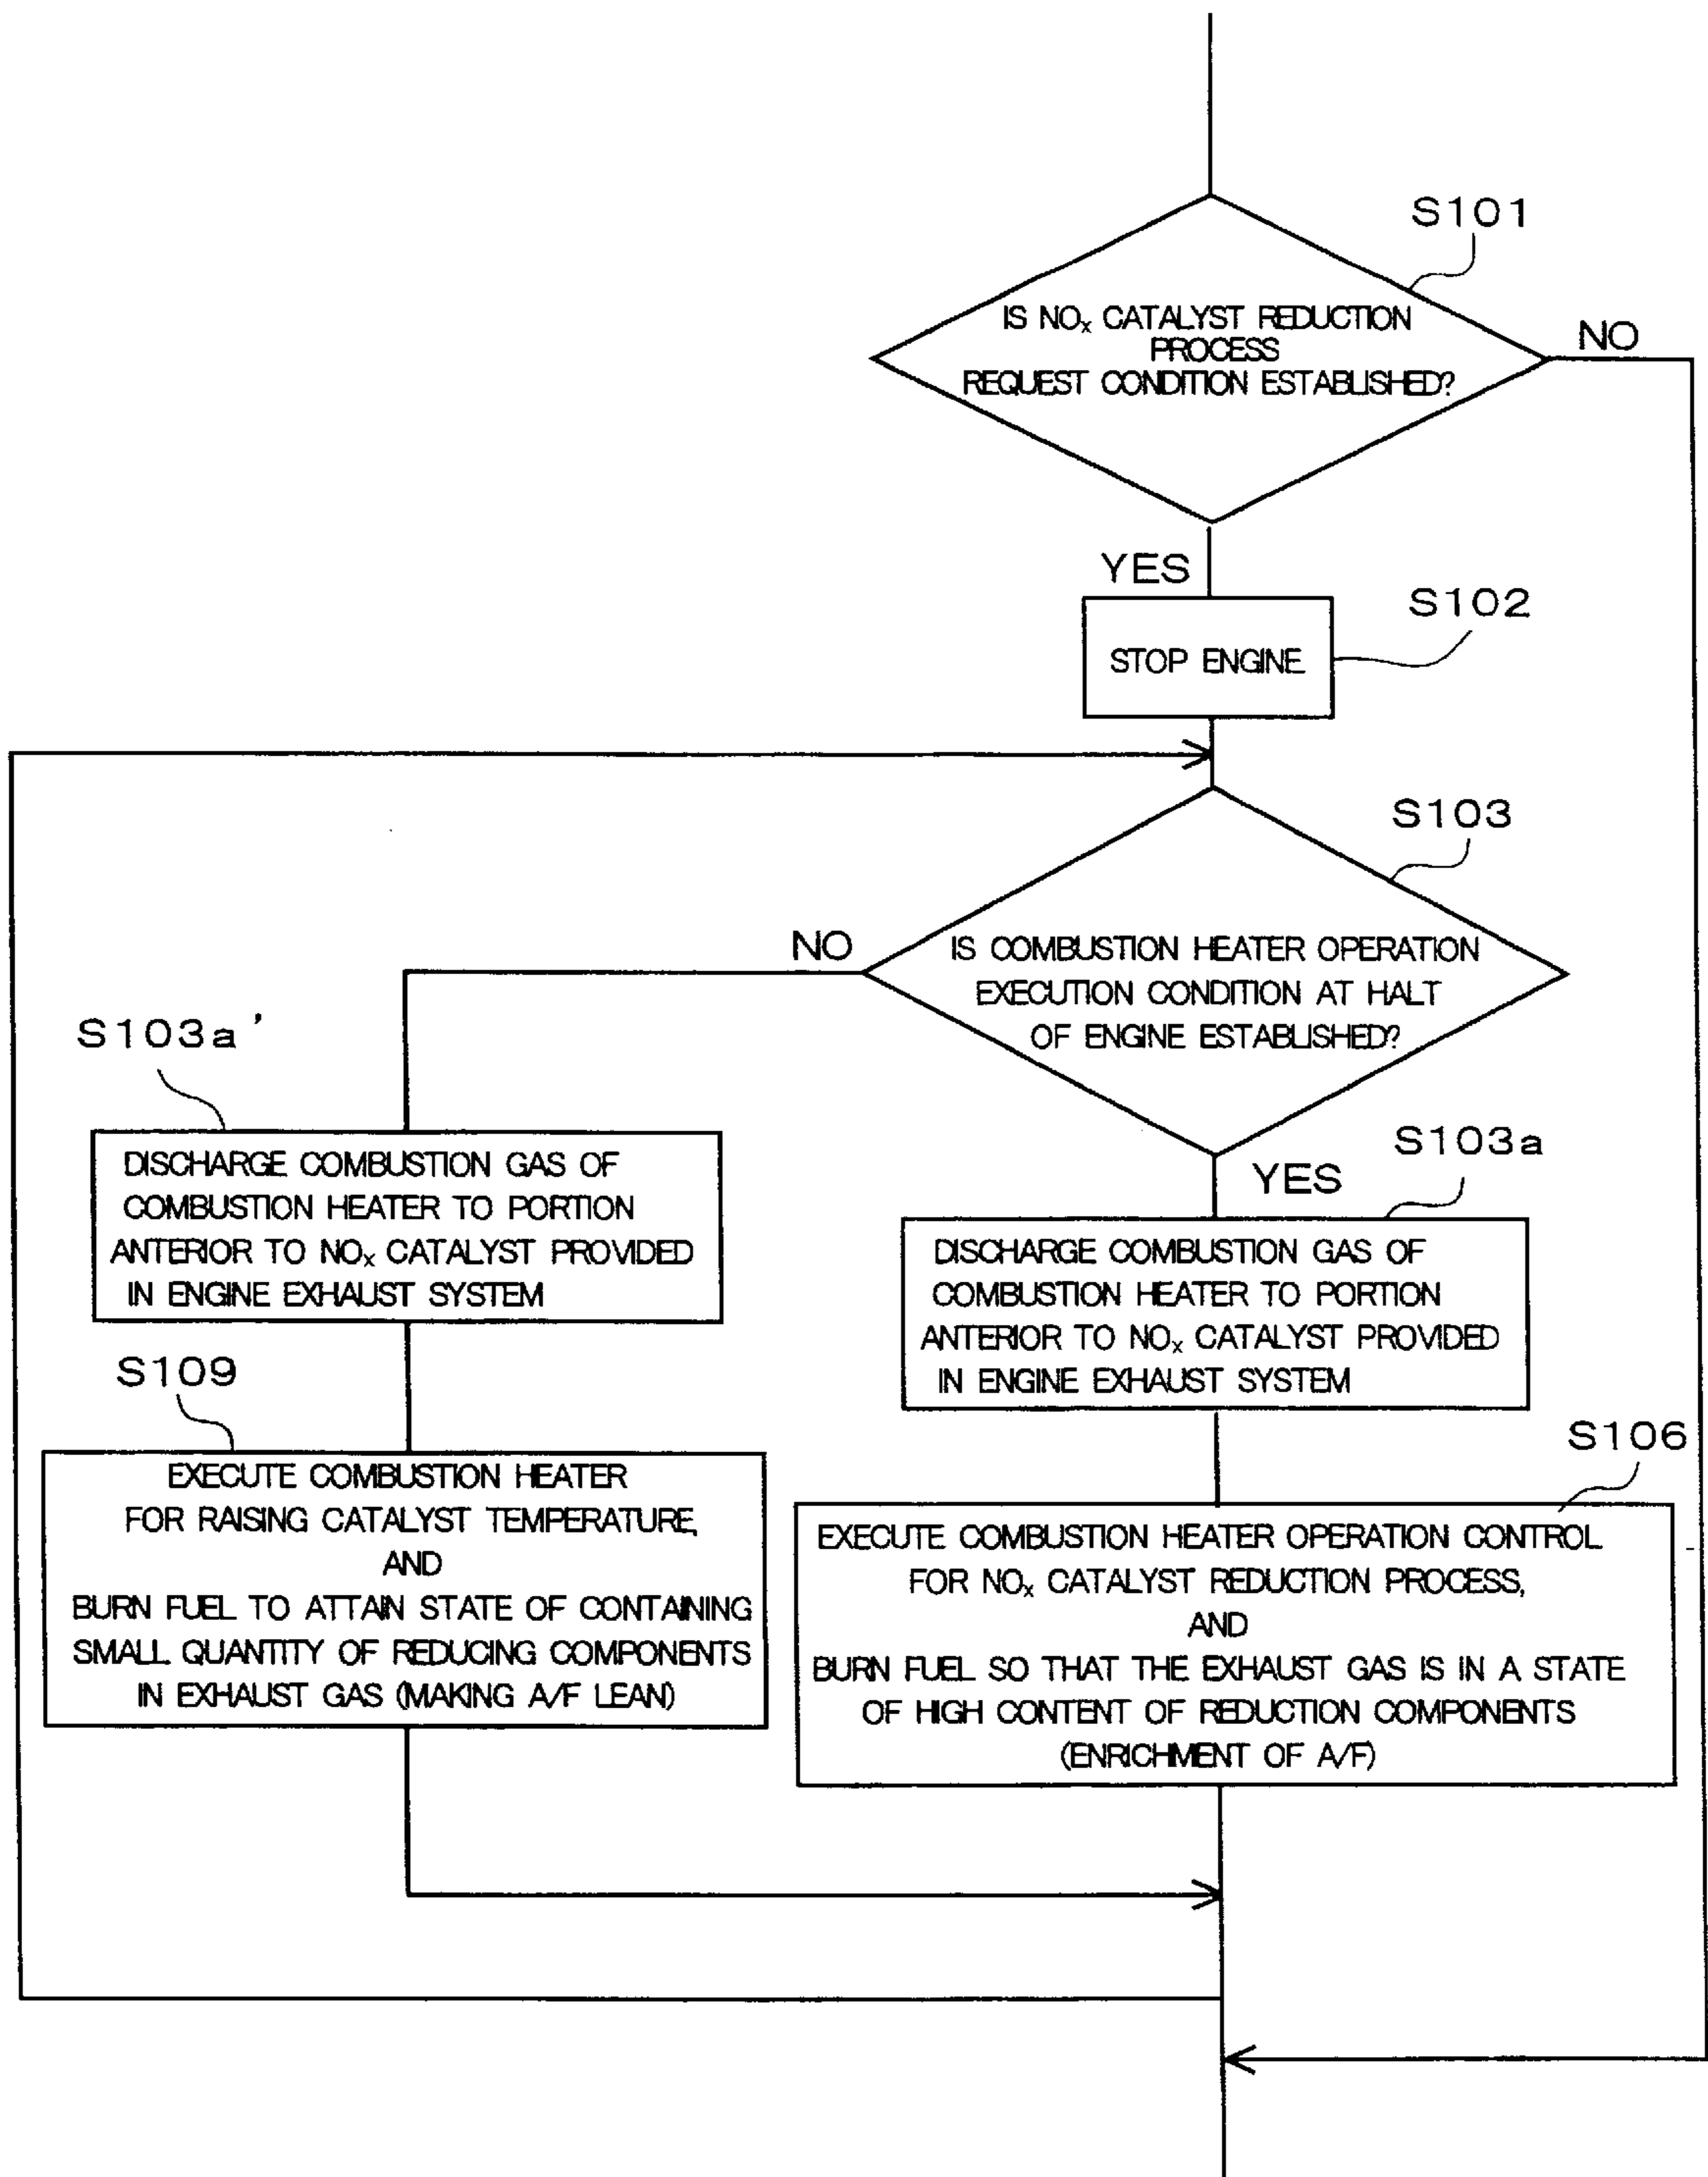 S101
IS NOx CATALYST REDUCTION
PROCESS
REQUEST CONDITION ESTABLISHED?
NO
YES
S102
STOP ENGINE
S103
IS COMBUSTION HEATER OPERATION
EXECUTION CONDITION AT HALT
OF ENGINE ESTABLISHED?
NO
YES
S103a'
DISCHARGE COMBUSTION GAS OF
COMBUSTION HEATER TO PORTION
ANTERIOR TO NOx CATALYST PROVIDED
IN ENGINE EXHAUST SYSTEM
S103a
DISCHARGE COMBUSTION GAS OF
COMBUSTION HEATER TO PORTION
ANTERIOR TO NOx CATALYST PROVIDED
IN ENGINE EXHAUST SYSTEM
S109
EXECUTE COMBUSTION HEATER
FOR RAISING CATALYST TEMPERATURE,
AND
BURN FUEL TO ATTAIN STATE OF CONTAINING
SMALL QUANTITY OF REDUCING COMPONENTS
IN EXHAUST GAS (MAKING A/F LEAN)
S106
EXECUTE COMBUSTION HEATER OPERATION CONTROL
FOR NOx CATALYST REDUCTION PROCESS,
AND
BURN FUEL SO THAT THE EXHAUST GAS IS IN A STATE
OF HIGH CONTENT OF REDUCTION COMPONENTS
(ENRICHMENT OF A/F)